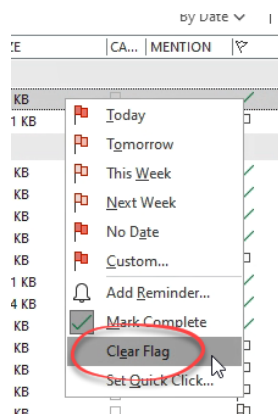 By Date
ZE CA... MENTION
KB
1 KB
Today
Tomorrow
This Week
KB
Next Week
KB
No Date
KB
Custom...
KB
1 KB
Add Reminder...
4 KB
Mark Complete
KB
Clear Flag
KB
Set Quick Click...
KB
KB
KB